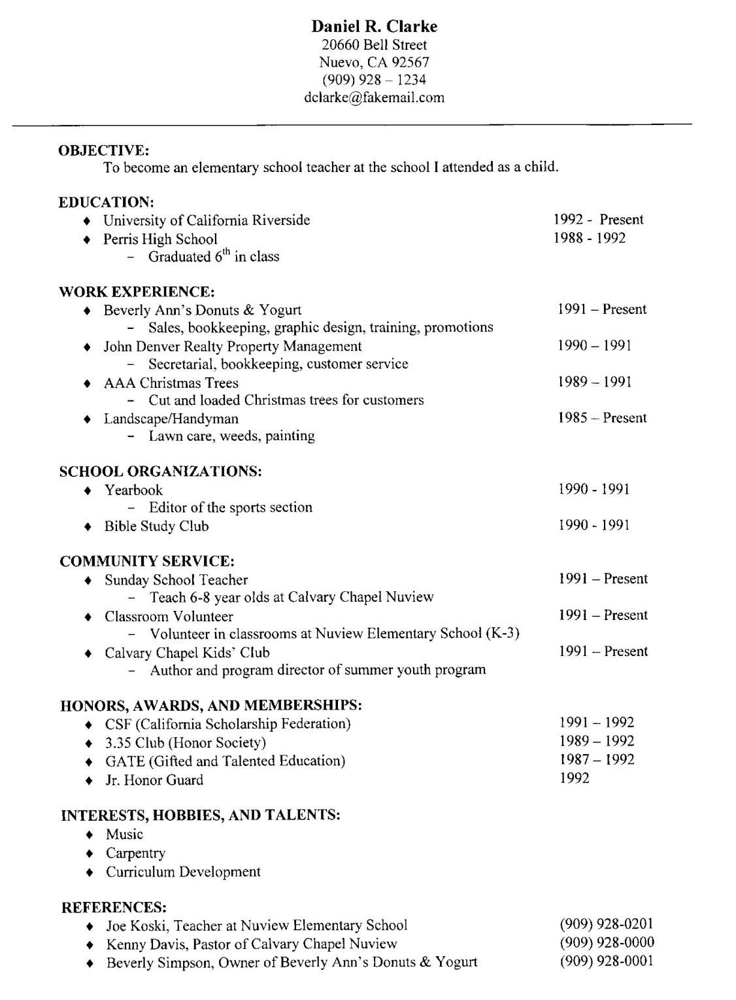 Daniel R. Clarke
20660 Bell Street
Nuevo, CA 92567
(909) 928 – 1234
dclarke@fakemail.com
OBJECTIVE:
To become an elementary school teacher at the school I attended as a child.
EDUCATION:
♦ University of California Riverside 1992 - Present
♦ Perris High School 1988 - 1992
– Graduated 6th in class
WORK EXPERIENCE:
♦ Beverly Ann's Donuts & Yogurt 1991 – Present
– Sales, bookkeeping, graphic design, training, promotions
♦ John Denver Realty Property Management 1990 – 1991
– Secretarial, bookkeeping, customer service
♦ AAA Christmas Trees 1989 – 1991
– Cut and loaded Christmas trees for customers
♦ Landscape/Handyman 1985 – Present
– Lawn care, weeds, painting
SCHOOL ORGANIZATIONS:
♦ Yearbook 1990 - 1991
– Editor of the sports section
♦ Bible Study Club 1990 - 1991
COMMUNITY SERVICE:
♦ Sunday School Teacher 1991 – Present
– Teach 6-8 year olds at Calvary Chapel Nuview
♦ Classroom Volunteer 1991 – Present
– Volunteer in classrooms at Nuview Elementary School (K-3)
♦ Calvary Chapel Kids' Club 1991 – Present
– Author and program director of summer youth program
HONORS, AWARDS, AND MEMBERSHIPS:
♦ CSF (California Scholarship Federation) 1991 – 1992
♦ 3.35 Club (Honor Society) 1989 – 1992
♦ GATE (Gifted and Talented Education) 1987 – 1992
♦ Jr. Honor Guard 1992
INTERESTS, HOBBIES, AND TALENTS:
♦ Music
♦ Carpentry
♦ Curriculum Development
REFERENCES:
♦ Joe Koski, Teacher at Nuview Elementary School (909) 928-0201
♦ Kenny Davis, Pastor of Calvary Chapel Nuview (909) 928-0000
♦ Beverly Simpson, Owner of Beverly Ann's Donuts & Yogurt (909) 928-0001